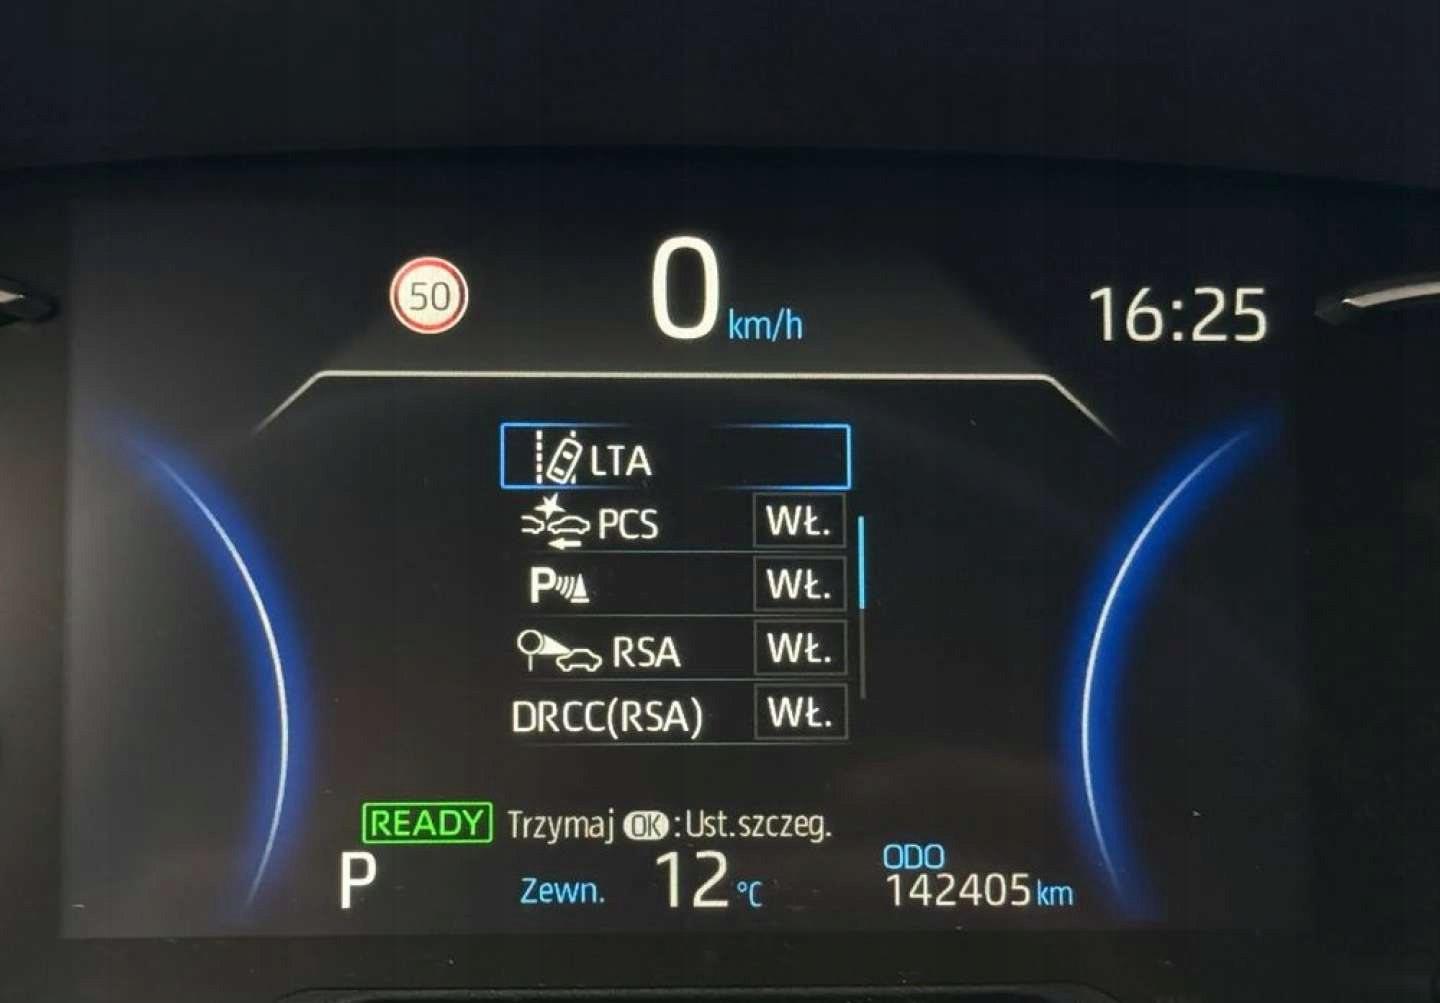 50
0 km/h
16:25
LTA
PCS WŁ.
P WŁ.
RSA WŁ.
DRCC(RSA) WŁ.
READY Trzymaj OK :Ust.szczeg.
P
Zewn. 12 °C
ODO
142405 km